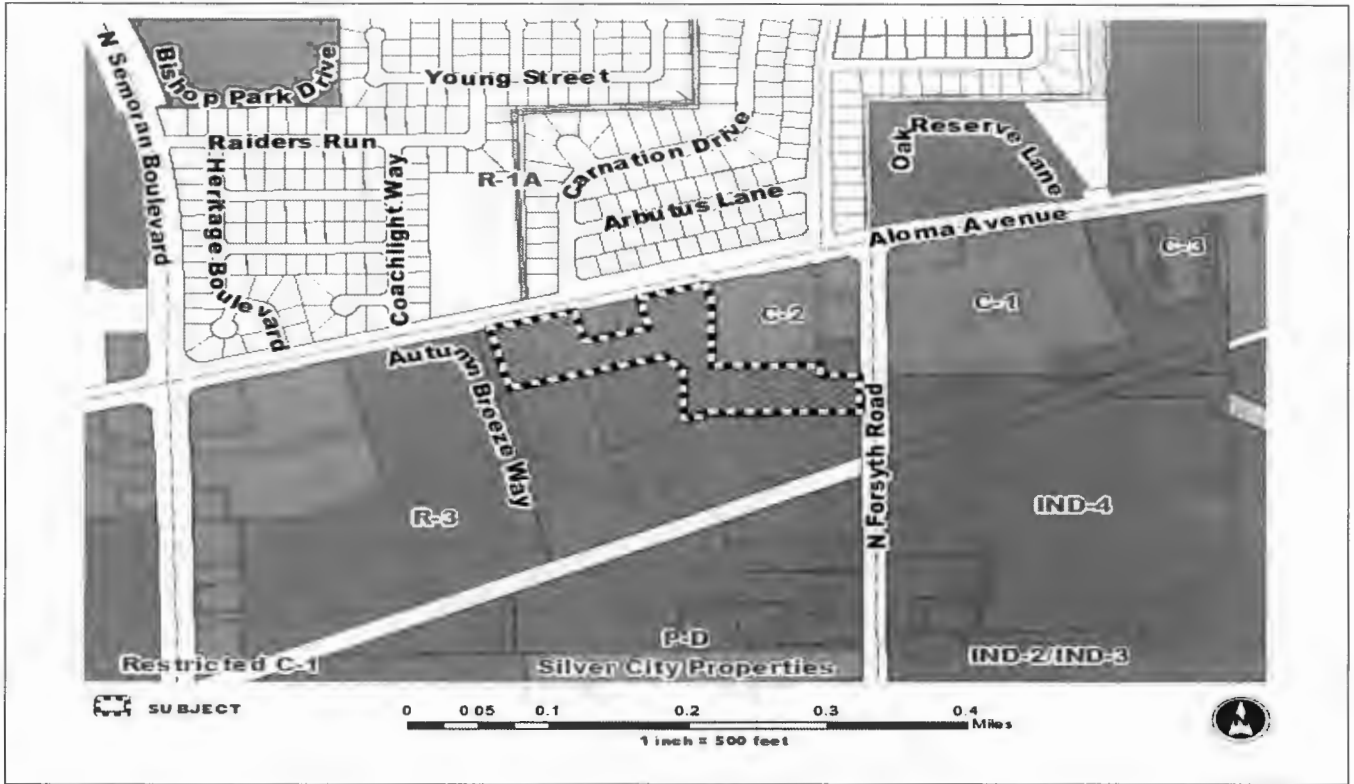 N Semoran Boulevard
Bishop Park Drive
Young Street
Raiders Run
Heritage Boulevard
Coachlight Way
R-1A
Carnation Drive
Arbutus Lane
Oak Reserve Lane
Aloma Avenue
C-3
C-2
C-1
Autumn Breeze Way
N Forsyth Road
R-3
IND-4
P-D
Silver City Properties
Restricted C-1
IND-2/IND-3
SUBJECT
0 0 05 0.1 0.2 0.3 0.4
Miles
1 inch = 500 feet
N